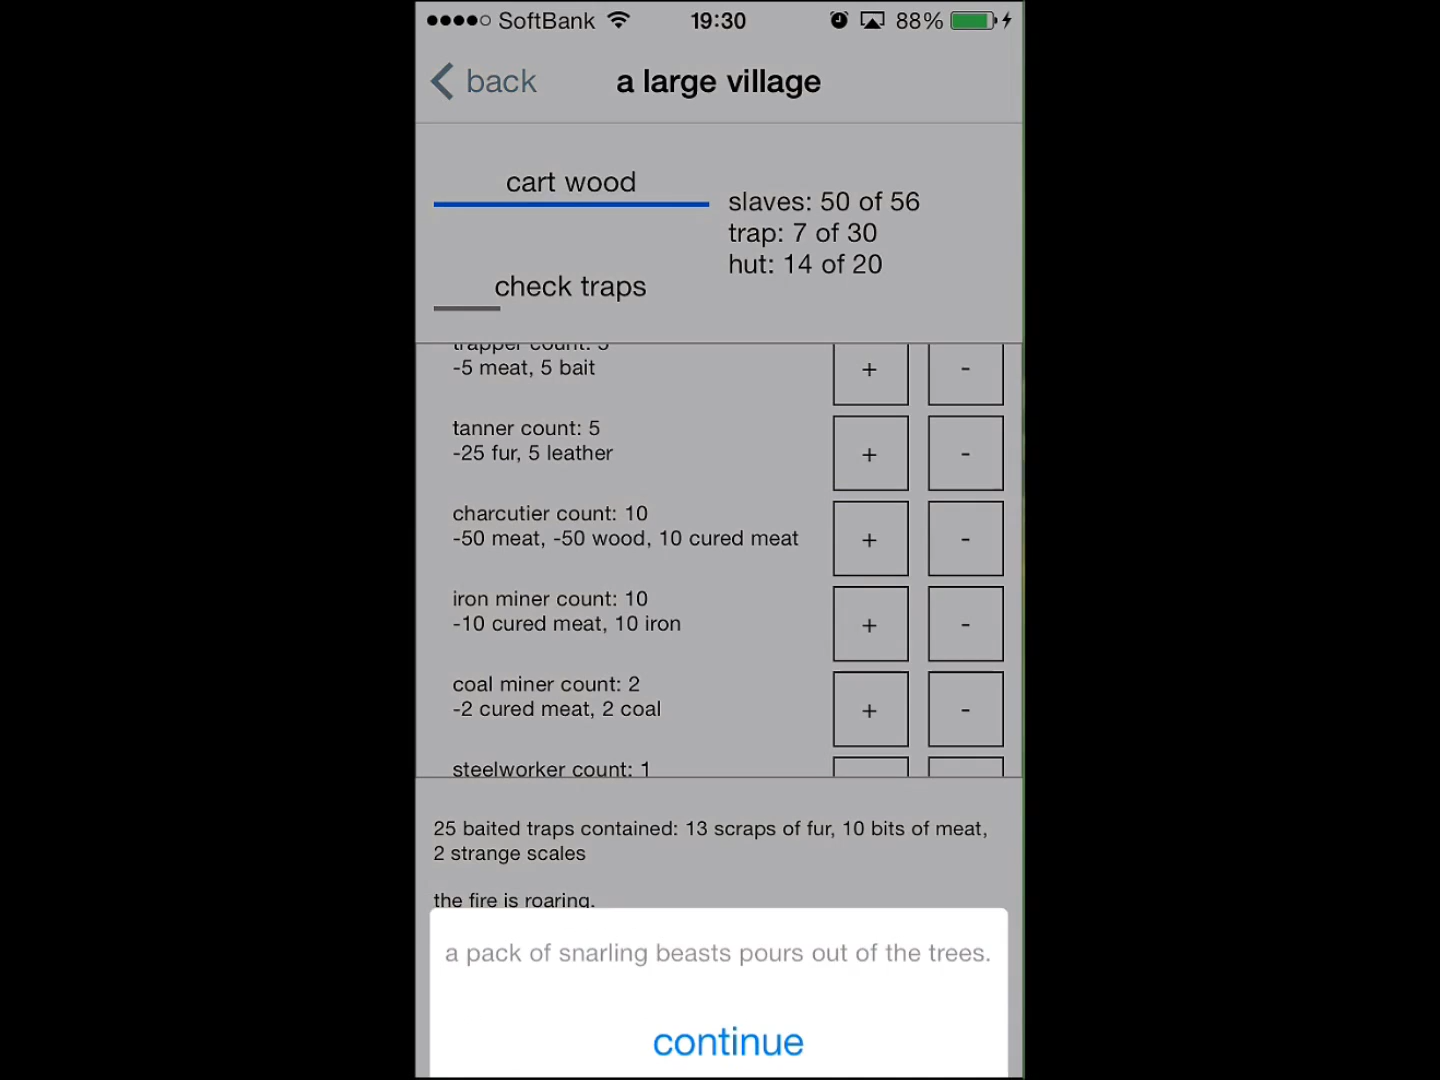 SoftBank 19:30 88%
back a large village
cart wood
slaves: 50 of 56
trap: 7 of 30
hut: 14 of 20
check traps
trapper count: 5
-5 meat, 5 bait
+ -
tanner count: 5
-25 fur, 5 leather
+ -
charcutier count: 10
-50 meat, -50 wood, 10 cured meat
+ -
iron miner count: 10
-10 cured meat, 10 iron
+ -
coal miner count: 2
-2 cured meat, 2 coal
+ -
steelworker count: 1
25 baited traps contained: 13 scraps of fur, 10 bits of meat,
2 strange scales
the fire is roaring.
a pack of snarling beasts pours out of the trees.
continue